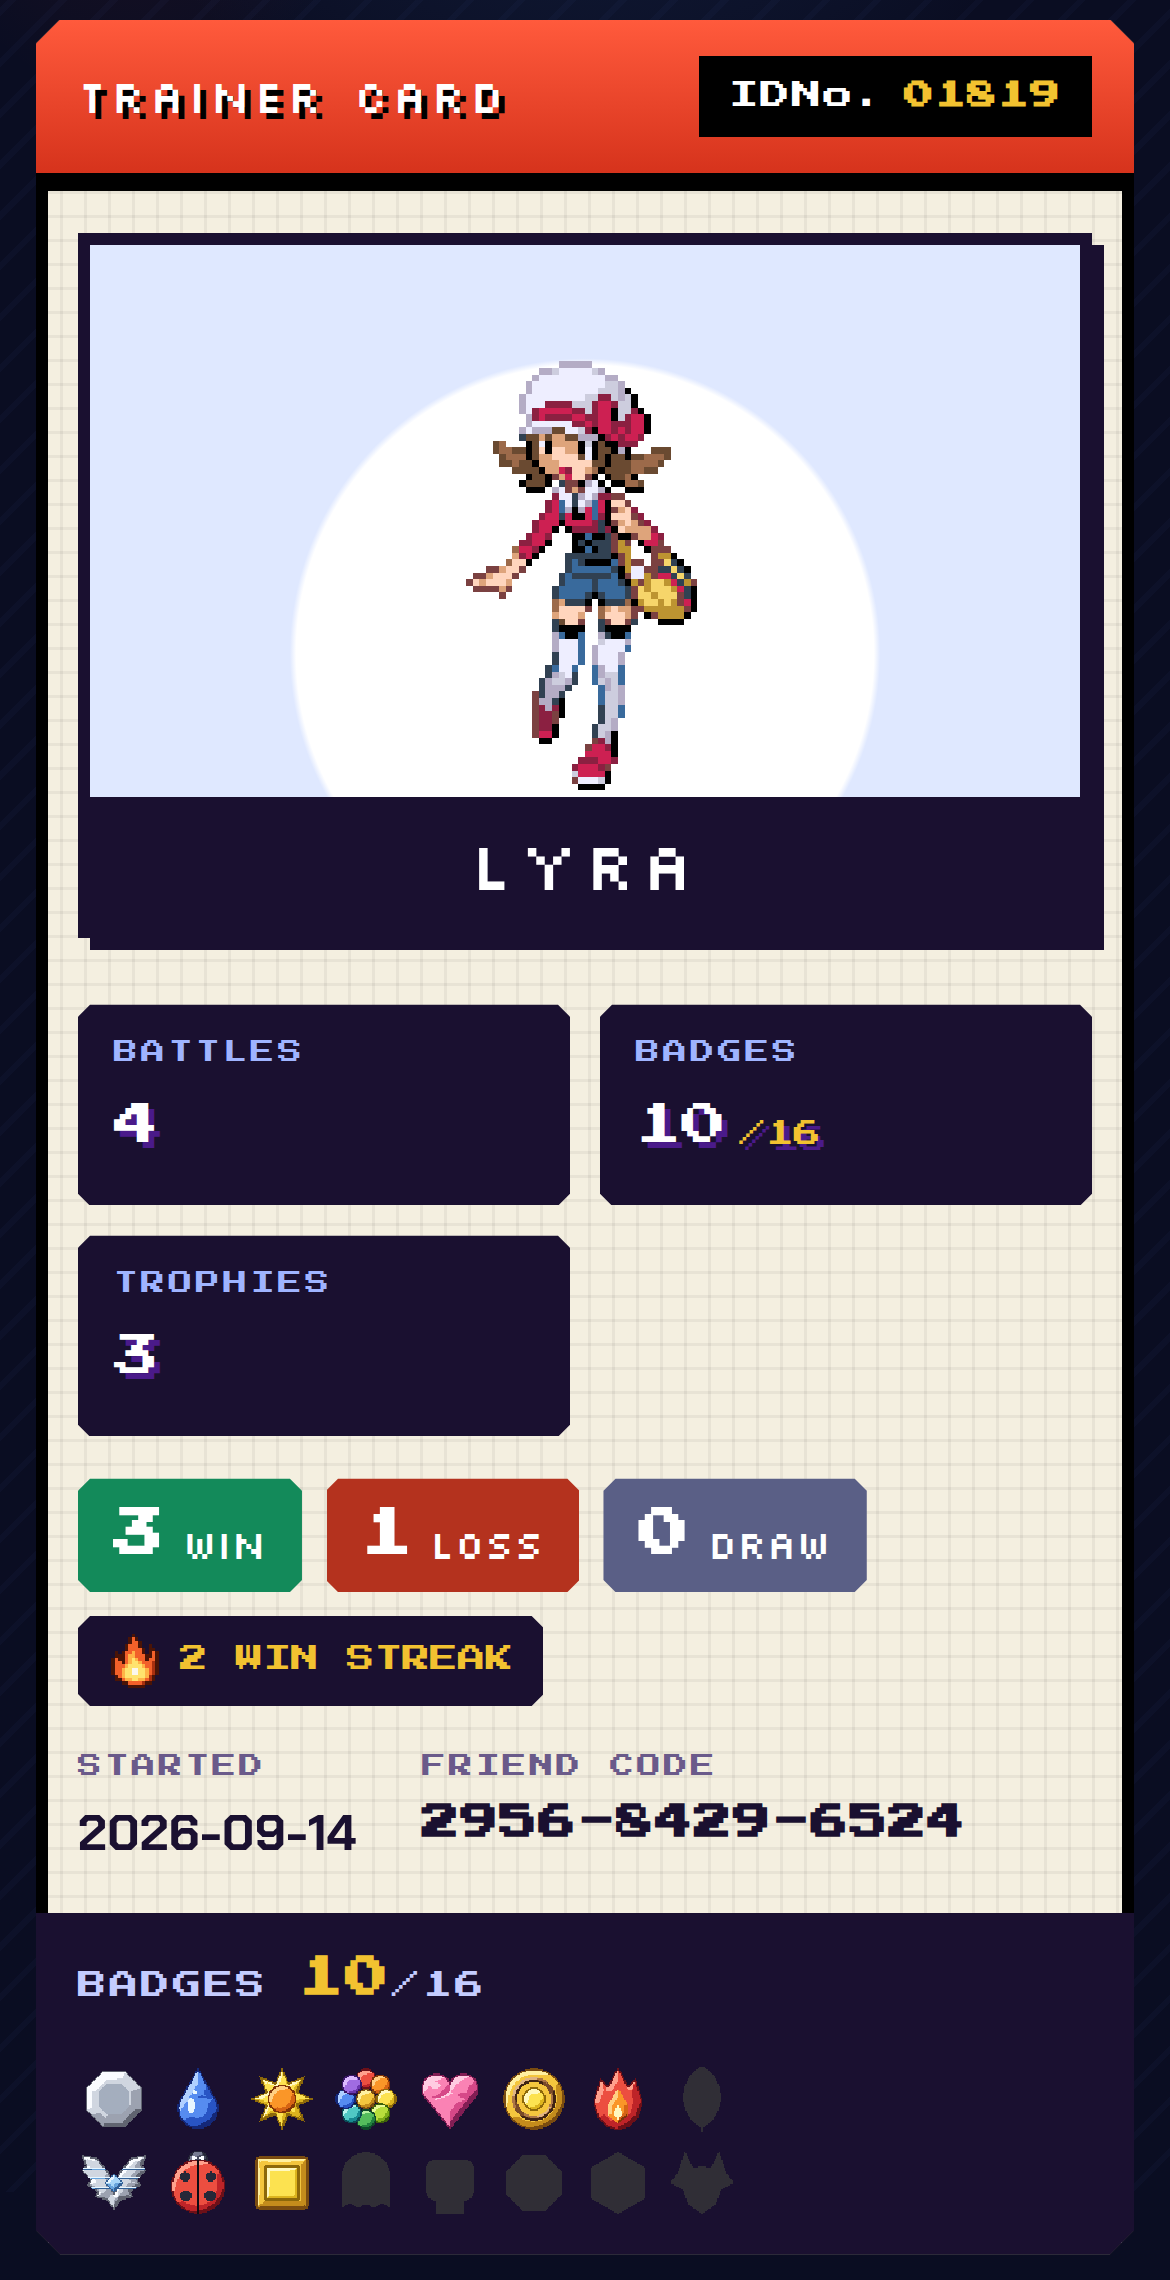 TRAINER CARD
IDNo. 01819
LYRA
BATTLES
4
BADGES
10/16
TROPHIES
3
3 WIN
1 LOSS
0 DRAW
2 WIN STREAK
STARTED
2026-09-14
FRIEND CODE
2956-8429-6524
BADGES 10/16